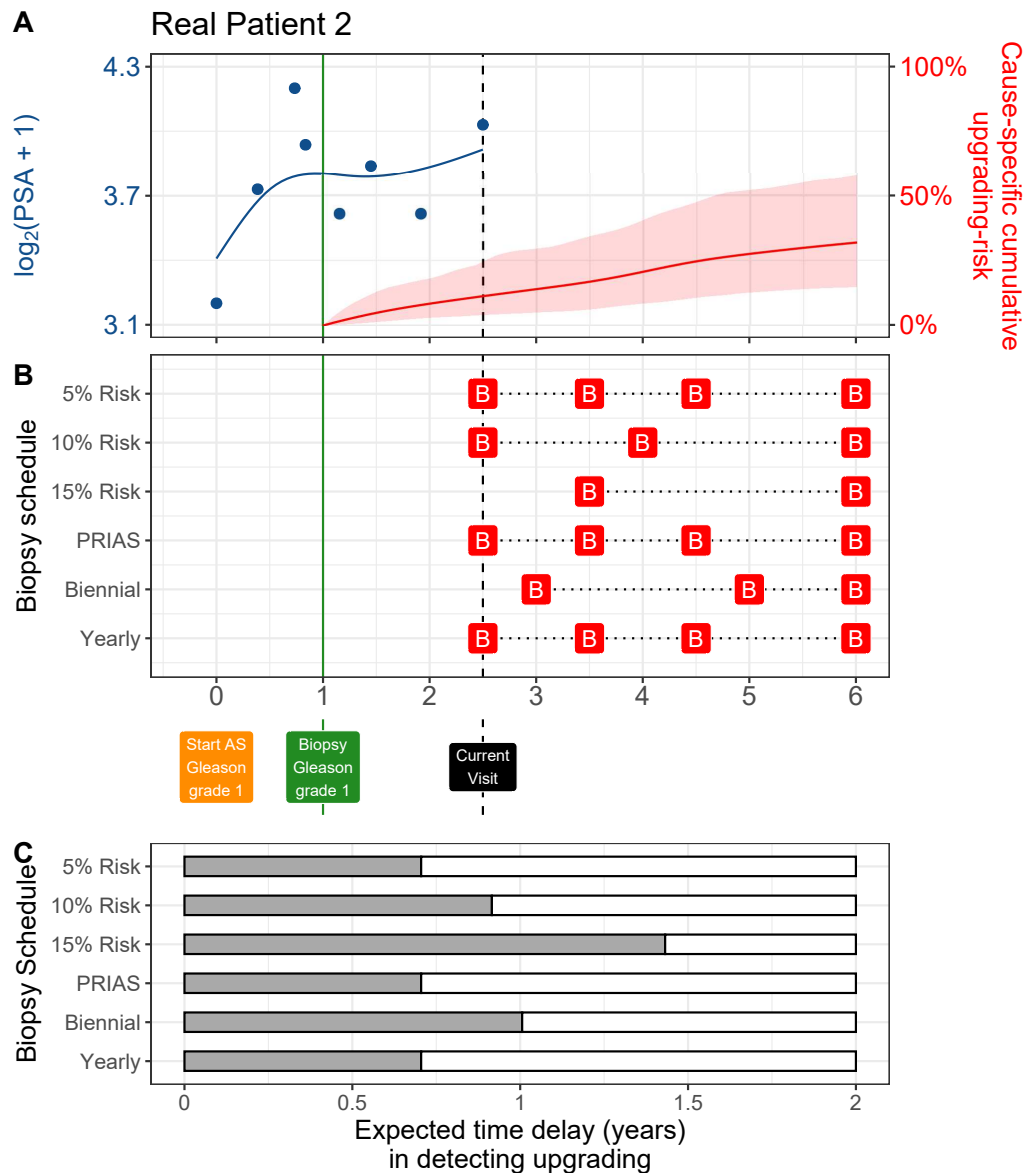 A
Real Patient 2
4.3
3.7
3.1
log2(PSA + 1)
100%
50%
0%
Cause-specific cumulative
upgrading-risk
B
Biopsy schedule
5% Risk B B B B
10% Risk B B B
15% Risk B B
PRIAS B B B B
Biennial B B B
Yearly B B B B
0 1 2 3 4 5 6
Start AS
Gleason
grade 1
Biopsy
Gleason
grade 1
Current
Visit
C
Biopsy Schedule
5% Risk
10% Risk
15% Risk
PRIAS
Biennial
Yearly
0 0.5 1 1.5 2
Expected time delay (years)
in detecting upgrading